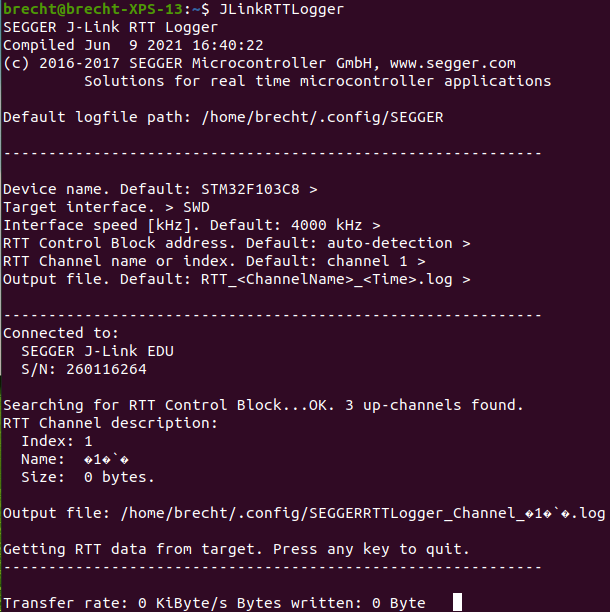 brecht@brecht-XPS-13:~$ JLinkRTTLogger
SEGGER J-Link RTT Logger
Compiled Jun  9 2021 16:40:22
(c) 2016-2017 SEGGER Microcontroller GmbH, www.segger.com
         Solutions for real time microcontroller applications
Default logfile path: /home/brecht/.config/SEGGER
------------------------------------------------------------
Device name. Default: STM32F103C8 >
Target interface. > SWD
Interface speed [kHz]. Default: 4000 kHz >
RTT Control Block address. Default: auto-detection >
RTT Channel name or index. Default: channel 1 >
Output file. Default: RTT_<ChannelName>_<Time>.log >
------------------------------------------------------------
Connected to:
  SEGGER J-Link EDU
  S/N: 260116264
Searching for RTT Control Block...OK. 3 up-channels found.
RTT Channel description:
  Index: 1
  Name:  �1�`�
  Size:  0 bytes.
Output file: /home/brecht/.config/SEGGERRTTLogger_Channel_�1�`�.log
Getting RTT data from target. Press any key to quit.
------------------------------------------------------------
Transfer rate: 0 KiByte/s Bytes written: 0 Byte